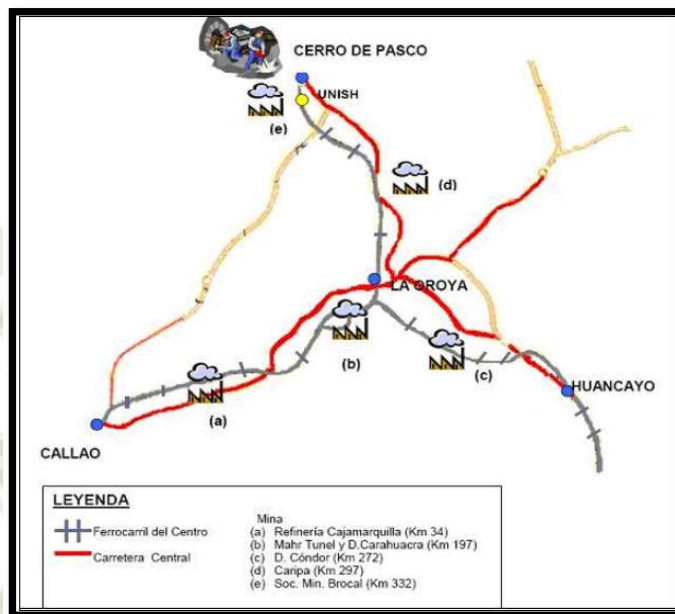 CERRO DE PASCO
UNISH
(e)
(d)
LA OROYA
(b)
(c)
HUANCAYO
(a)
CALLAO
LEYENDA
Ferrocarril del Centro
Carretera Central
Mina
(a) Refinería Cajamarquilla (Km 34)
(b) Mahr Tunel y D.Carahuacra (Km 197)
(c) D. Cóndor (Km 272)
(d) Caripa (Km 297)
(e) Soc. Min. Brocal (Km 332)